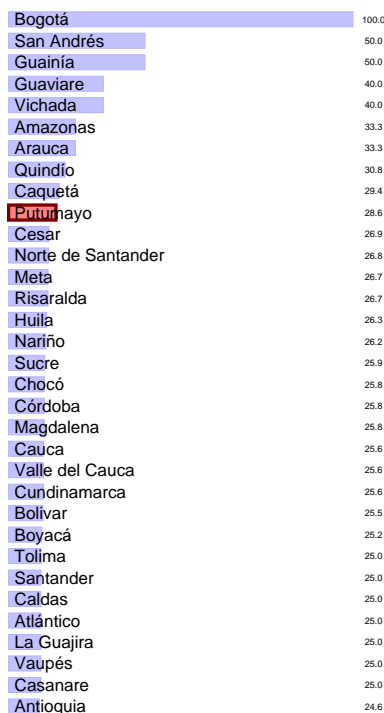 Bogotá 100.0
San Andrés 50.0
Guainía 50.0
Guaviare 40.0
Vichada 40.0
Amazonas 33.3
Arauca 33.3
Quindío 30.8
Caquetá 29.4
Putumayo 28.6
Cesar 26.9
Norte de Santander 26.8
Meta 26.7
Risaralda 26.7
Huila 26.3
Nariño 26.2
Sucre 25.9
Chocó 25.8
Córdoba 25.8
Magdalena 25.8
Cauca 25.6
Valle del Cauca 25.6
Cundinamarca 25.6
Bolivar 25.5
Boyacá 25.2
Tolima 25.0
Santander 25.0
Caldas 25.0
Atlántico 25.0
La Guajira 25.0
Vaupés 25.0
Casanare 25.0
Antioquia 24.6